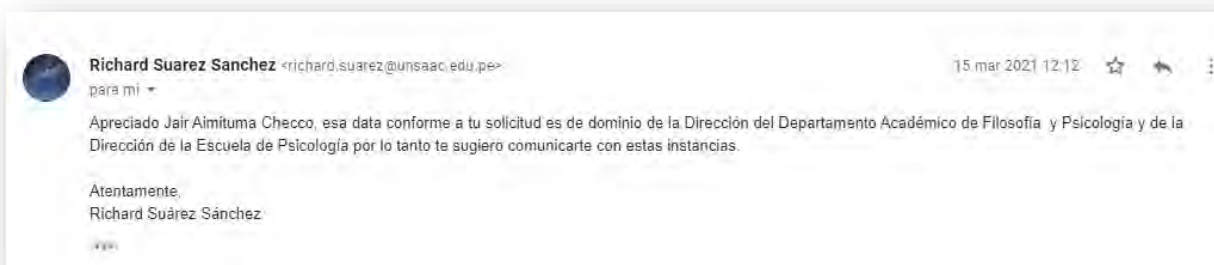 Richard Suarez Sanchez <richard.suarez@unsaac.edu.pe>
15 mar 2021 12:12
para mí
Apreciado Jair Aimituma Checco, esa data conforme a tu solicitud es de dominio de la Dirección del Departamento Académico de Filosofía y Psicología y de la
Dirección de la Escuela de Psicología por lo tanto te sugiero comunicarte con estas instancias.
Atentamente,
Richard Suárez Sánchez